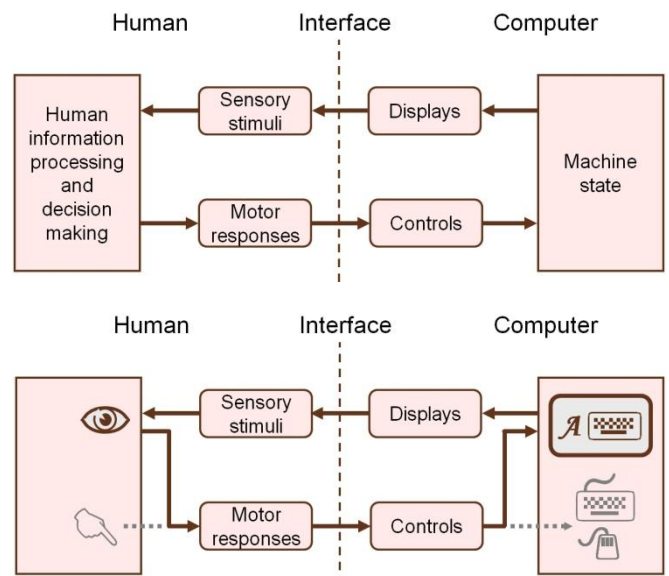 Human Interface Computer
Human
information
processing
and
decision
making
Sensory
stimuli
Displays
Motor
responses
Controls
Machine
state
Human Interface Computer
Sensory
stimuli
Displays
A
Motor
responses
Controls